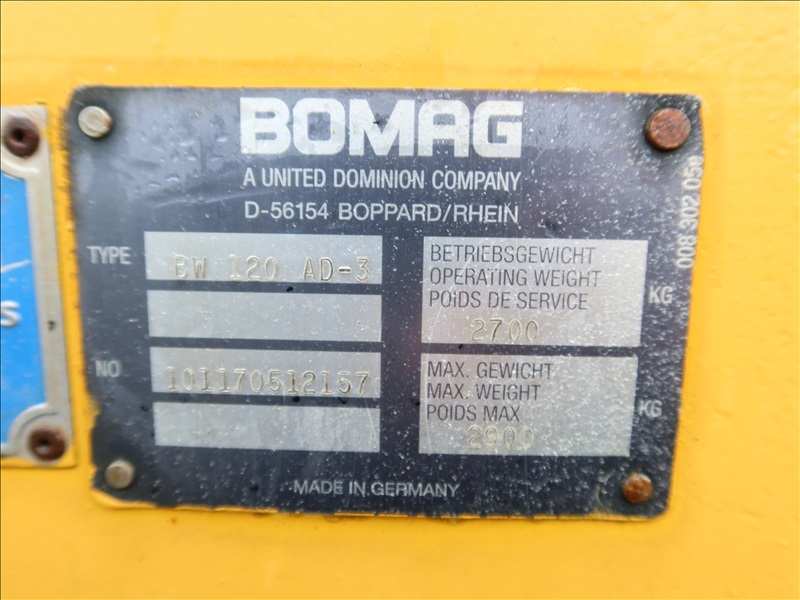 BOMAG
A UNITED DOMINION COMPANY
D-56154 BOPPARD/RHEIN
TYPE
BW 120 AD-3
NO
101170512157
BETRIEBSGEWICHT
OPERATING WEIGHT
POIDS DE SERVICE
2700
KG
MAX. GEWICHT
MAX. WEIGHT
POIDS MAX
2900
KG
MADE IN GERMANY
008 302 05e
S